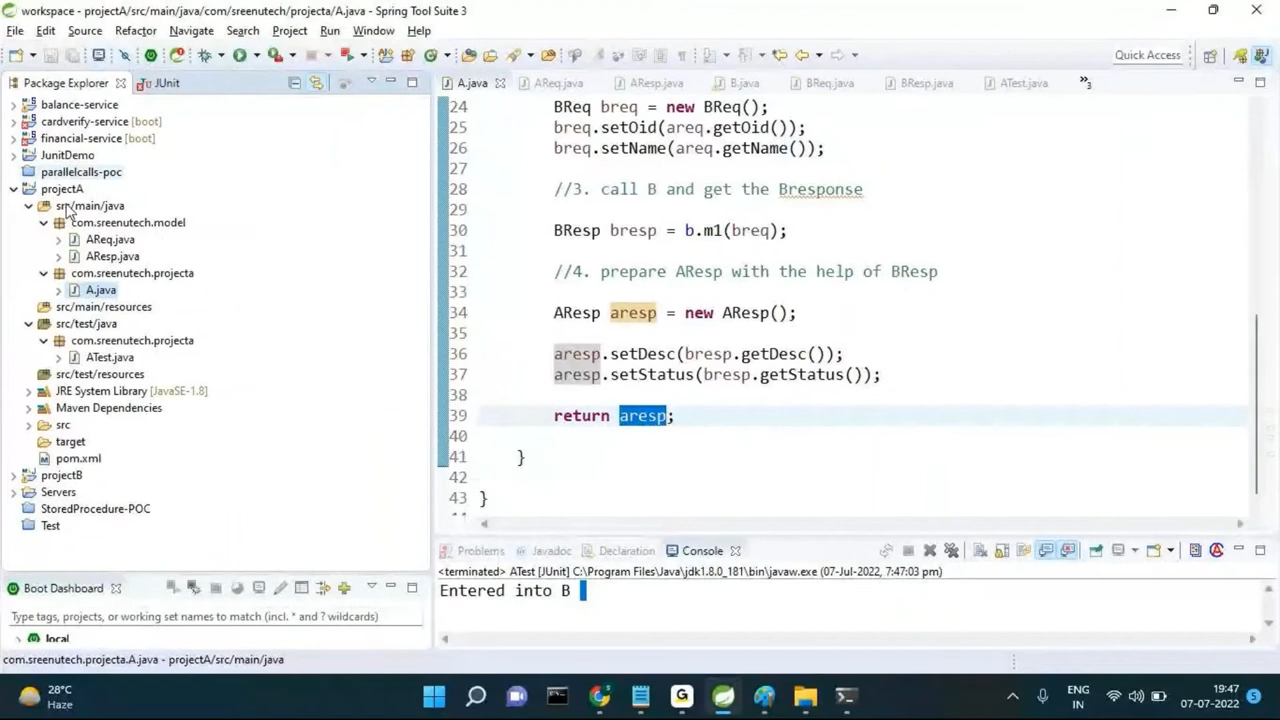 workspace - projectA/src/main/java/com/sreenutech/projecta/A.java - Spring Tool Suite 3
File Edit Source Refactor Navigate Search Project Run Window Help
Quick Access
Package Explorer JUnit
A.java AReq.java AResp.java B.java BReq.java BResp.java ATest.java »3
balance-service
cardverify-service [boot]
financial-service [boot]
JunitDemo
parallelcalls-poc
projectA
src/main/java
com.sreenutech.model
AReq.java
AResp.java
com.sreenutech.projecta
A.java
src/main/resources
src/test/java
com.sreenutech.projecta
ATest.java
src/test/resources
JRE System Library [JavaSE-1.8]
Maven Dependencies
src
target
pom.xml
projectB
Servers
StoredProcedure-POC
Test
24 BReq breq = new BReq();
25 breq.setOid(areq.getOid());
26 breq.setName(areq.getName());
27
28 //3. call B and get the Bresponse
29
30 BResp bresp = b.m1(breq);
31
32 //4. prepare AResp with the help of BResp
33
34 AResp aresp = new AResp();
35
36 aresp.setDesc(bresp.getDesc());
37 aresp.setStatus(bresp.getStatus());
38
39 return aresp;
40
41 }
42
43 }
Boot Dashboard
Type tags, projects, or working set names to match (incl. * and ? wildcards)
local
Problems Javadoc Declaration Console
<terminated> ATest [JUnit] C:\Program Files\Java\jdk1.8.0_181\bin\javaw.exe (07-Jul-2022, 7:47:03 pm)
Entered into B
com.sreenutech.projecta.A.java - projectA/src/main/java
28°C
Haze
ENG
IN
19:47
07-07-2022
5